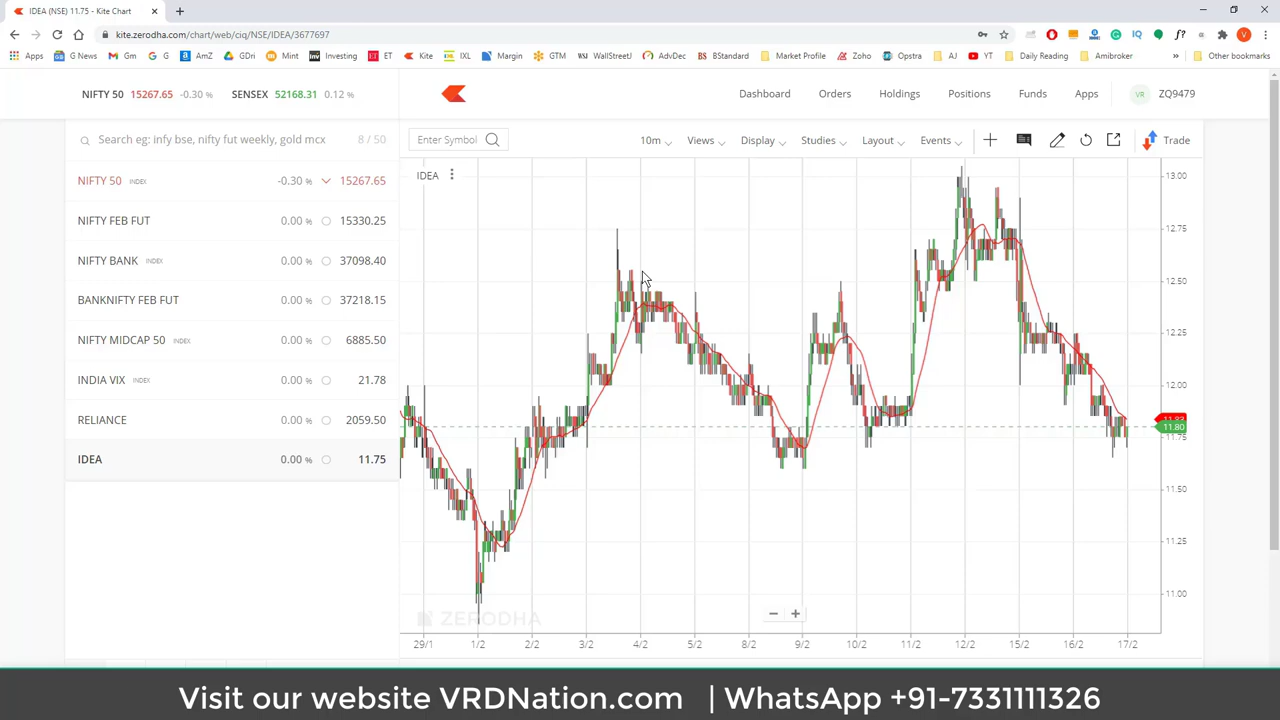 IDEA (NSE) 11.75 - Kite Chart
kite.zerodha.com/chart/web/ciq/NSE/IDEA/3677697
Apps G News Gm G AmZ GDri Mint Investing ET Kite IXL Margin GTM WallStreetJ AdvDec BStandard Market Profile Zoho Opstra AJ YT Daily Reading Amibroker » Other bookmarks
NIFTY 50 15267.65 -0.30 % SENSEX 52168.31 0.12 %
Dashboard Orders Holdings Positions Funds Apps VR ZQ9479
Search eg: infy bse, nifty fut weekly, gold mcx 8 / 50
Enter Symbol 10m Views Display Studies Layout Events Trade
NIFTY 50 INDEX -0.30 % 15267.65
NIFTY FEB FUT 0.00 % 15330.25
NIFTY BANK INDEX 0.00 % 37098.40
BANKNIFTY FEB FUT 0.00 % 37218.15
NIFTY MIDCAP 50 INDEX 0.00 % 6885.50
INDIA VIX INDEX 0.00 % 21.78
RELIANCE 0.00 % 2059.50
IDEA 0.00 % 11.75
IDEA
13.00
12.75
12.50
12.25
12.00
11.80
11.75
11.50
11.25
11.00
ZERODHA
29/1 1/2 2/2 3/2 4/2 5/2 8/2 9/2 10/2 11/2 12/2 15/2 16/2 17/2
Visit our website VRDNation.com | WhatsApp +91-7331111326